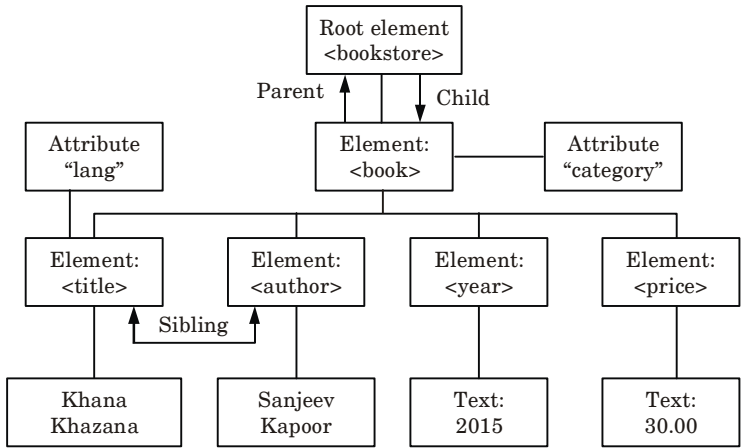 Root element
<bookstore>
Parent
Child
Attribute
“lang”
Element:
<book>
Attribute
“category”
Element:
<title>
Element:
<author>
Element:
<year>
Element:
<price>
Sibling
Khana
Khazana
Sanjeev
Kapoor
Text:
2015
Text:
30.00